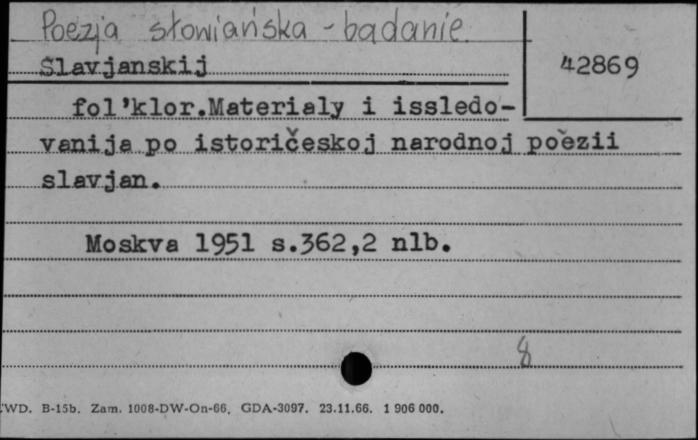 Poezja słowiańska - badanie.
Slavjanskij
42869
fol'klor.Materialy i issledo-
vanija po istoričeskoj narodnoj poèzii
slavjan.
Moskva 1951 s.362,2 nlb.
8
WD. B-15b. Zam. 1008-DW-On-66. GDA-3097. 23.11.66. 1 906 000.